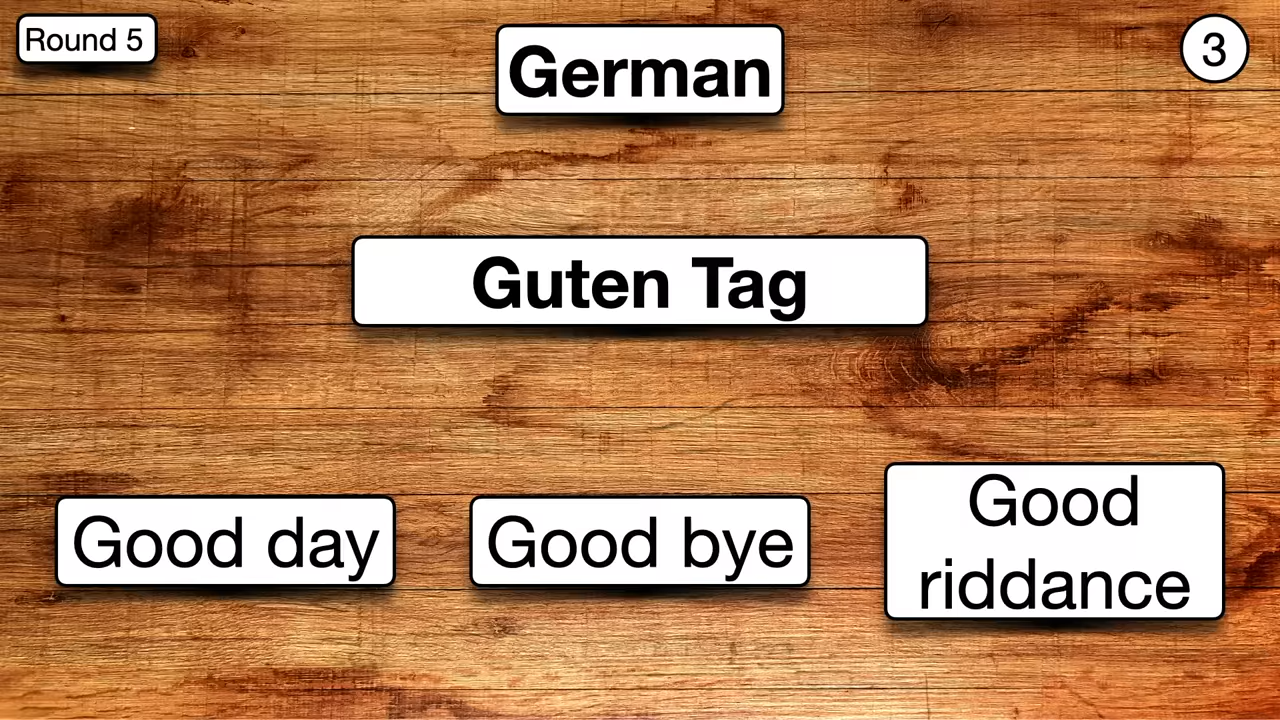 Round 5
German
3
Guten Tag
Good day
Good bye
Good
riddance